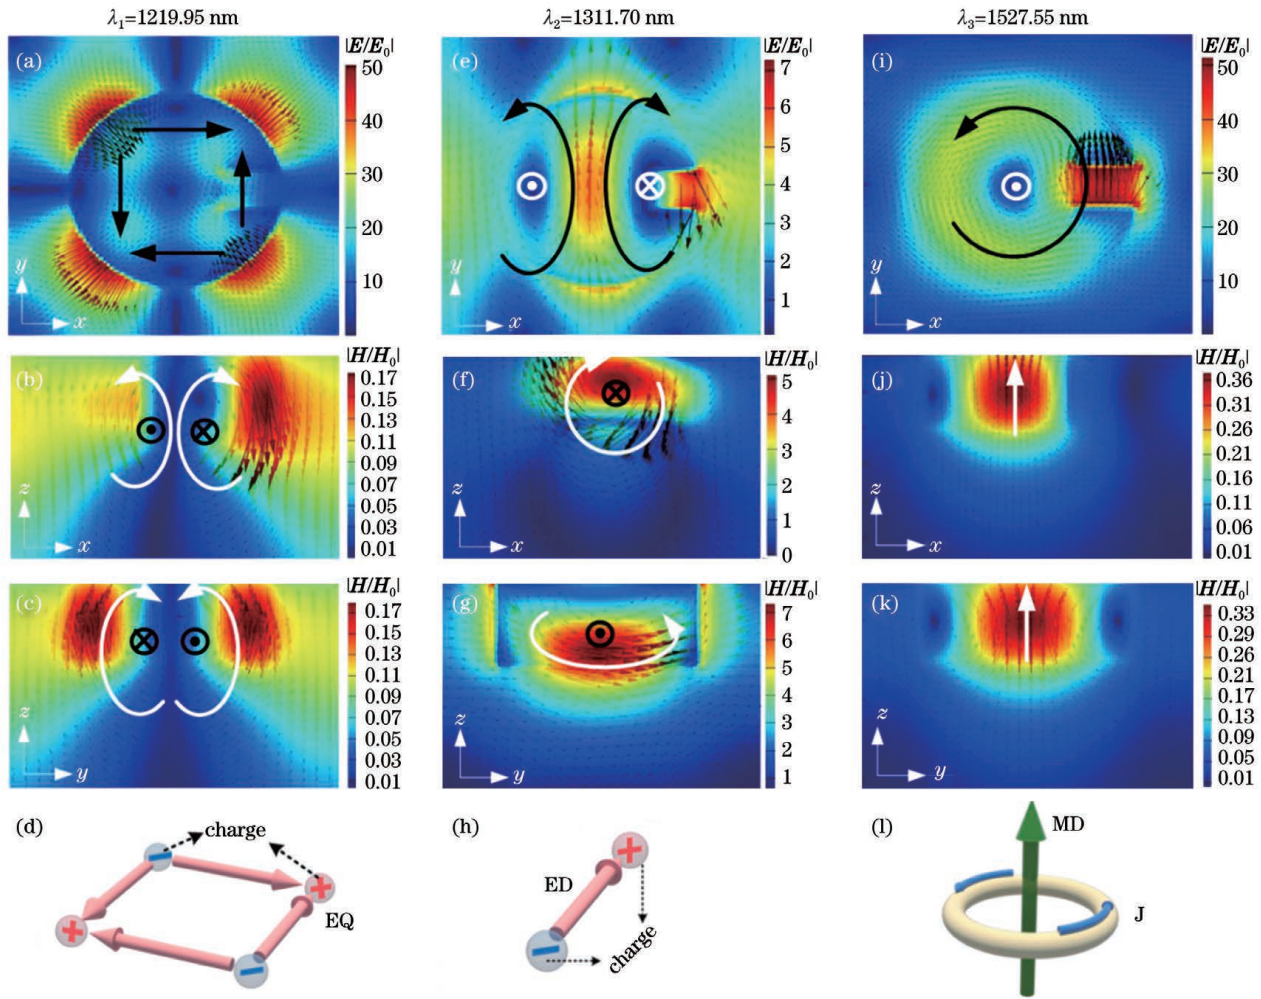 λ₁=1219.95 nm
λ₂=1311.70 nm
λ₃=1527.55 nm
(a)
|E/E₀|
50
40
30
20
10
y
x
(e)
|E/E₀|
7
6
5
4
3
2
1
y
x
(i)
|E/E₀|
50
40
30
20
10
y
x
(b)
|H/H₀|
0.17
0.15
0.13
0.11
0.09
0.07
0.05
0.03
0.01
z
x
(f)
|H/H₀|
5
4
3
2
1
0
z
x
(j)
|H/H₀|
0.36
0.31
0.26
0.21
0.16
0.11
0.06
0.01
z
x
(c)
|H/H₀|
0.17
0.15
0.13
0.11
0.09
0.07
0.05
0.03
0.01
z
y
(g)
|H/H₀|
7
6
5
4
3
2
1
z
y
(k)
|H/H₀|
0.33
0.29
0.26
0.21
0.17
0.13
0.09
0.05
0.01
z
y
(d)
charge
EQ
(h)
ED
charge
(l)
MD
J